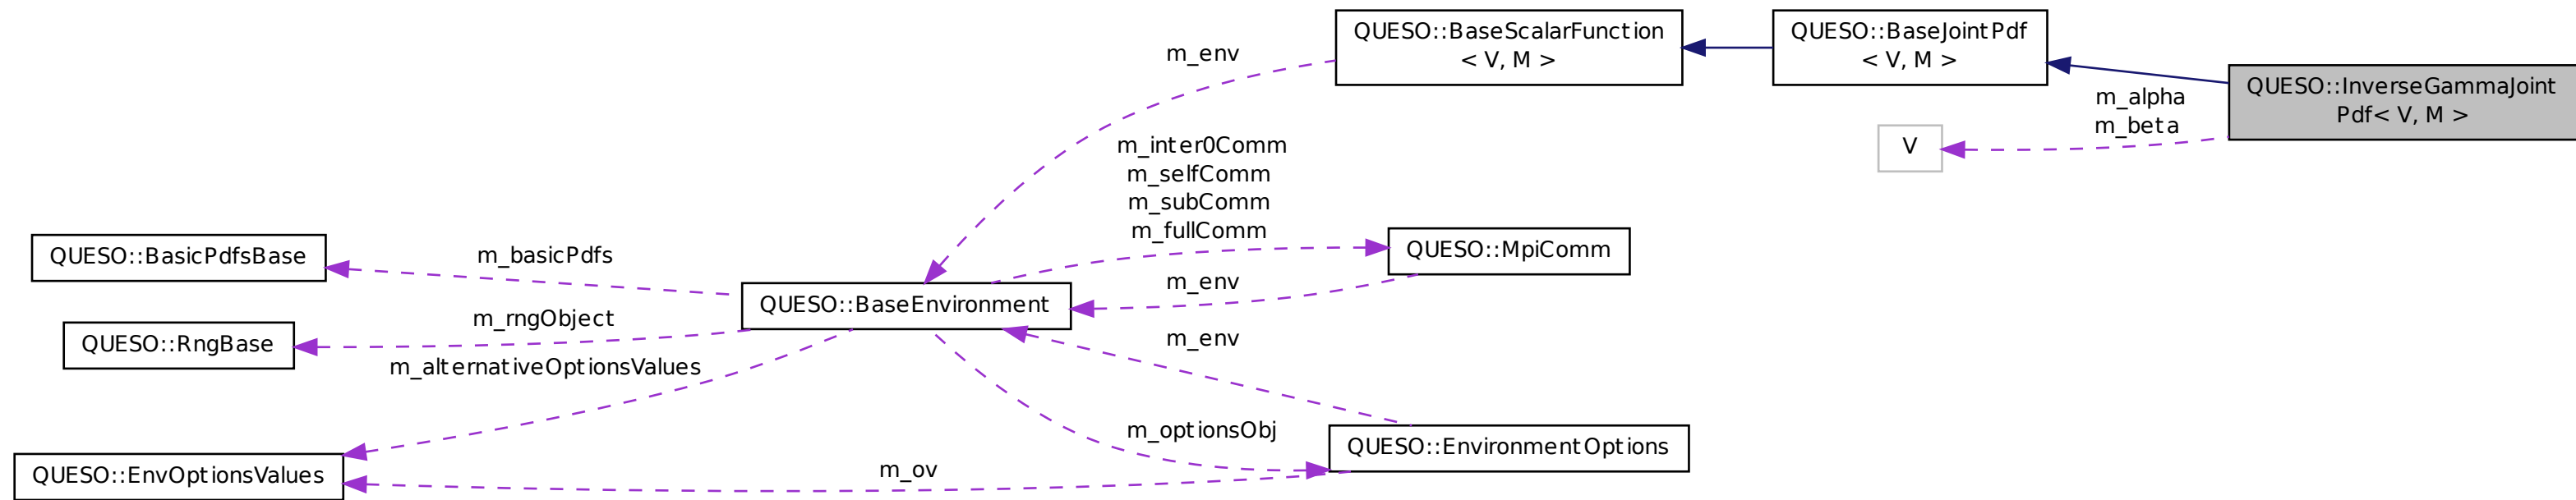 QUESO::BaseScalarFunction
< V, M >
QUESO::BaseJointPdf
< V, M >
QUESO::InverseGammaJoint
Pdf< V, M >
m_env
m_alpha
m_beta
V
m_inter0Comm
m_selfComm
m_subComm
m_fullComm
QUESO::BasicPdfsBase
m_basicPdfs
QUESO::MpiComm
m_env
QUESO::BaseEnvironment
m_rngObject
QUESO::RngBase
m_env
m_alternativeOptionsValues
m_optionsObj
QUESO::EnvironmentOptions
QUESO::EnvOptionsValues
m_ov